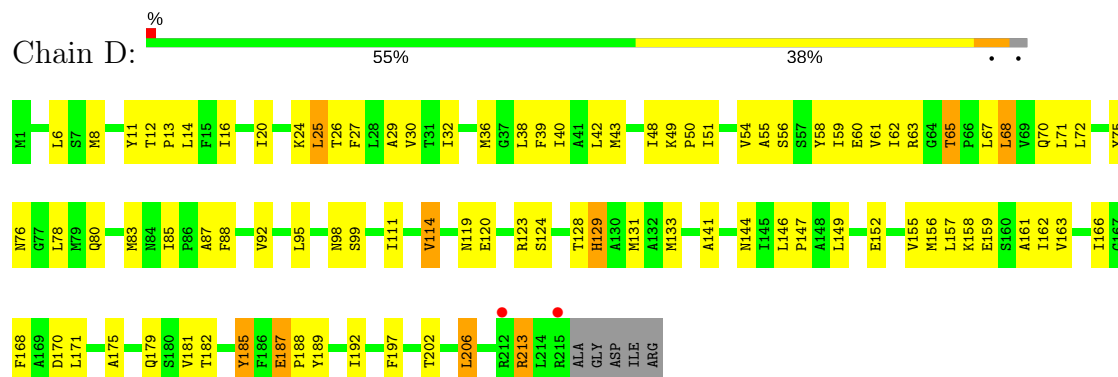 %
Chain D:
55% 38% • •
M1 L6 S7 M8 Y11 T12 P13 L14 F15 I16 I20 K24 L25 T26 F27 L28 A29 V30 T31 I32 M36 G37 L38 F39 I40 A41 L42 M43 I48 K49 P50 I51 V54 A55 S56 S57 Y58 I59 E60 V61 I62 R63 G64 T65 P66 L67 L68 V69 Q70 L71 L72
N76 G77 L78 M79 Q80 M83 N84 I85 P86 A87 F88 V92 L95 N98 S99 I111 V114 N119 E120 R123 S124 T128 H129 A130 M131 A132 M133 A141 N144 I145 L146 P147 A148 L149 E152 V155 M156 L157 K158 E159 S160 A161 I162 V163 I166
F168 A169 D170 L171 A175 Q179 S180 V181 T182 Y185 F186 E187 P188 Y189 I192 F197 T202 L206 R212 R213 L214 R215 ALA GLY ASP ILE ARG